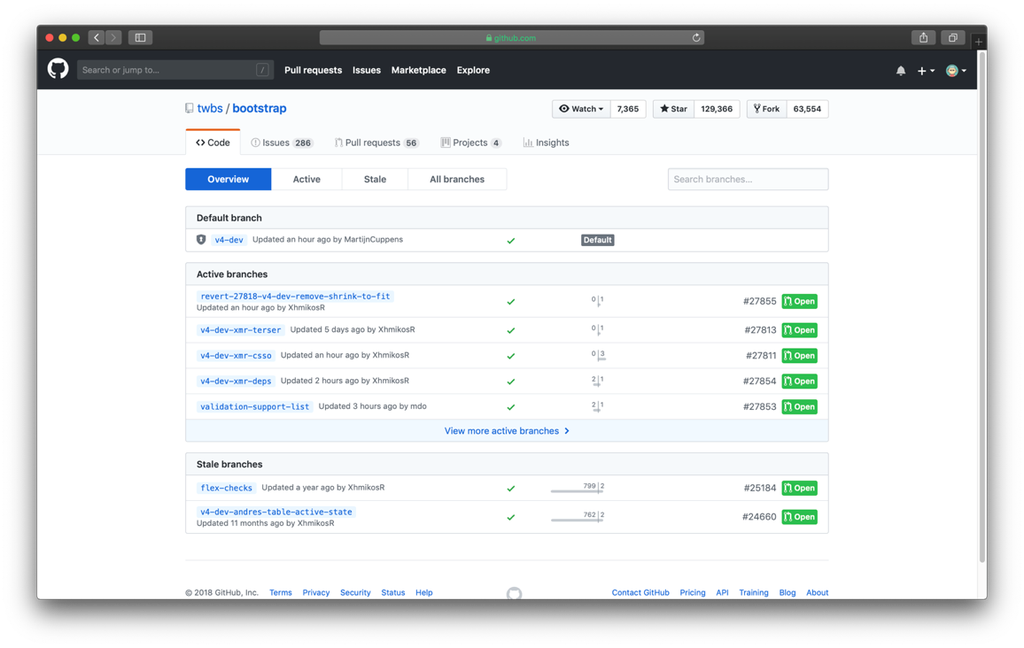 github.com
Search or jump to... / Pull requests Issues Marketplace Explore
twbs / bootstrap Watch 7,365 Star 129,366 Fork 63,554
Code Issues 286 Pull requests 56 Projects 4 Insights
Overview Active Stale All branches Search branches...
Default branch
v4-dev Updated an hour ago by MartijnCuppens Default
Active branches
revert-27818-v4-dev-remove-shrink-to-fit
Updated an hour ago by XhmikosR 0 1 #27855 Open
v4-dev-xmr-terser Updated 5 days ago by XhmikosR 0 1 #27813 Open
v4-dev-xmr-csso Updated an hour ago by XhmikosR 0 3 #27811 Open
v4-dev-xmr-deps Updated 2 hours ago by XhmikosR 2 1 #27854 Open
validation-support-list Updated 3 hours ago by mdo 2 1 #27853 Open
View more active branches
Stale branches
flex-checks Updated a year ago by XhmikosR 799 2 #25184 Open
v4-dev-andres-table-active-state
Updated 11 months ago by XhmikosR 762 2 #24660 Open
© 2018 GitHub, Inc. Terms Privacy Security Status Help Contact GitHub Pricing API Training Blog About